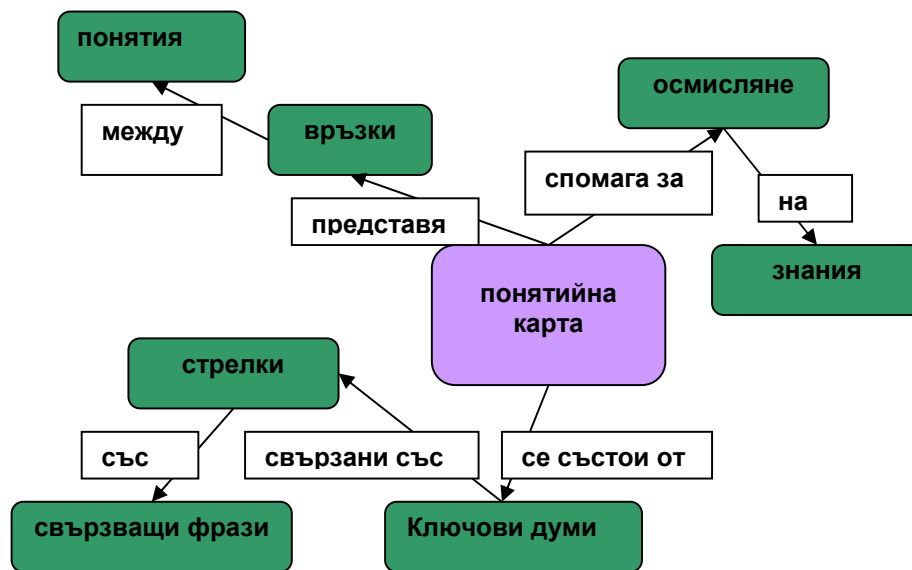 понятия
осмисляне
между
връзки
спомага за
на
представя
знания
понятийна
карта
стрелки
със
свързани със
се състои от
свързващи фрази
Ключови думи